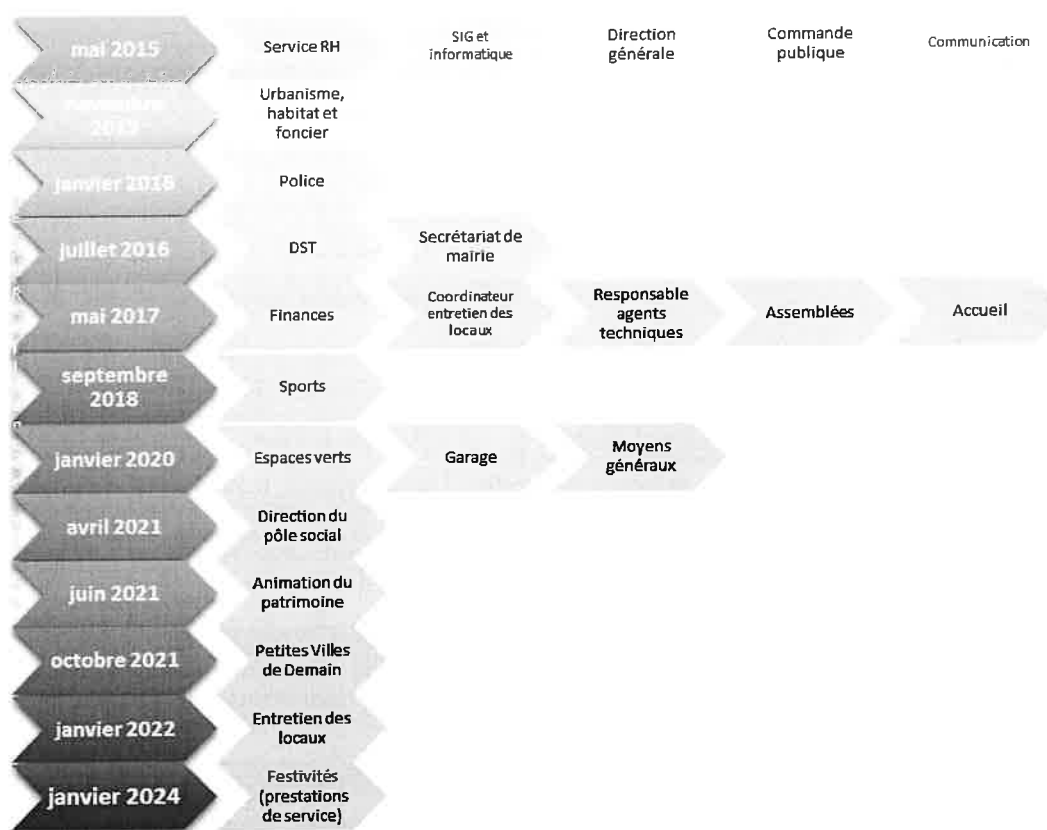 mai 2015
Service RH
SIG et
informatique
Direction
générale
Commande
publique
Communication
novembre
Urbanisme,
habitat et
foncier
janvier 2016
Police
juillet 2016
DST
Secrétariat de
mairie
mai 2017
Finances
Coordinateur
entretien des
locaux
Responsable
agents
techniques
Assemblées
Accueil
septembre
2018
Sports
janvier 2020
Espaces verts
Garage
Moyens
généraux
avril 2021
Direction du
pôle social
juin 2021
Animation du
patrimoine
octobre 2021
Petites Villes
de Demain
janvier 2022
Entretien des
locaux
janvier 2024
Festivités
(prestations
de service)